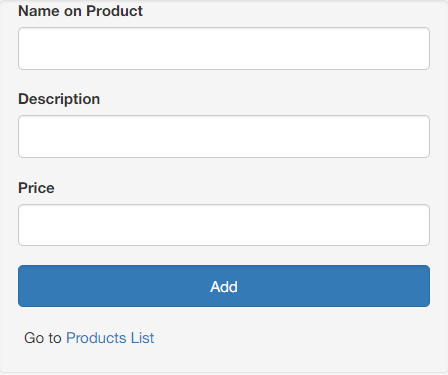 Name on Product
Description
Price
Add
Go to Products List